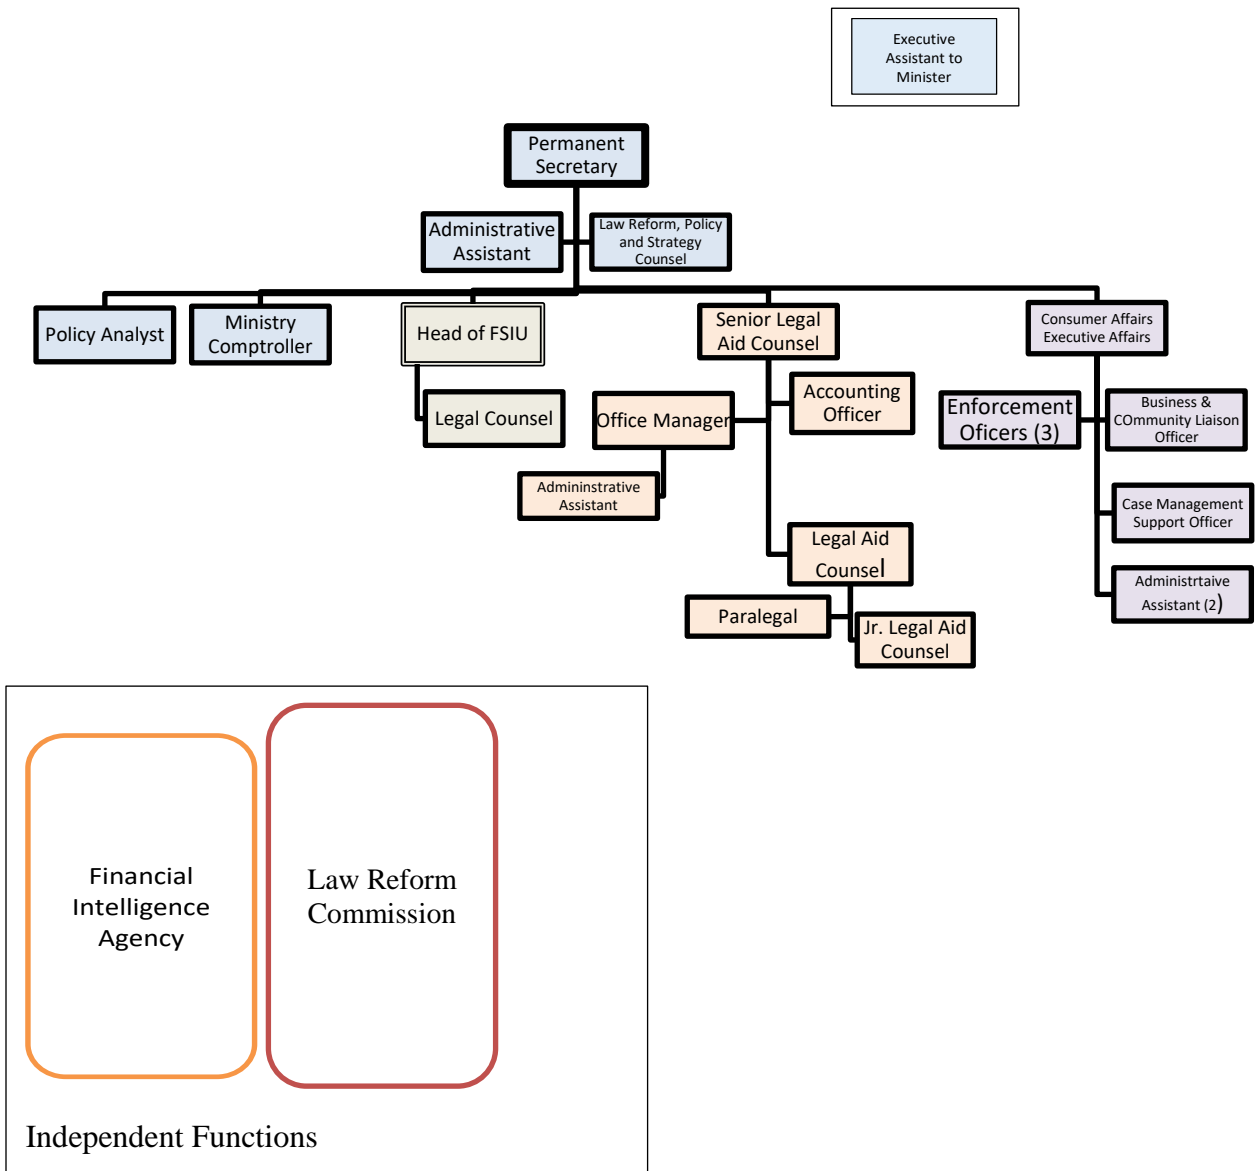 Executive
Assistant to
Minister
Permanent
Secretary
Administrative
Assistant
Law Reform, Policy
and Strategy
Counsel
Policy Analyst
Ministry
Comptroller
Head of FSIU
Senior Legal
Aid Counsel
Consumer Affairs
Executive Affairs
Legal Counsel
Office Manager
Accounting
Officer
Enforcement
Oficers (3)
Business &
COmmunity Liaison
Officer
Admininstrative
Assistant
Case Management
Support Officer
Legal Aid
Counsel
Administrtaive
Assistant (2)
Paralegal
Jr. Legal Aid
Counsel
Financial
Intelligence
Agency
Law Reform
Commission
Independent Functions